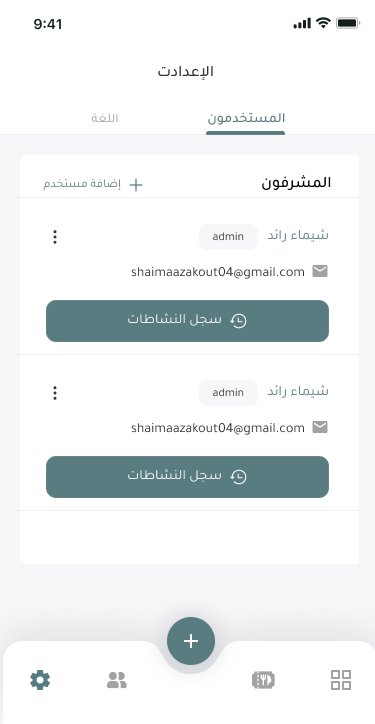 9:41
الإعدادت
المستخدمون
اللغة
المشرفون
إضافة مستخدم
شيماء رائد
admin
shaimaazakout04@gmail.com
سجل النشاطات
شيماء رائد
admin
shaimaazakout04@gmail.com
سجل النشاطات